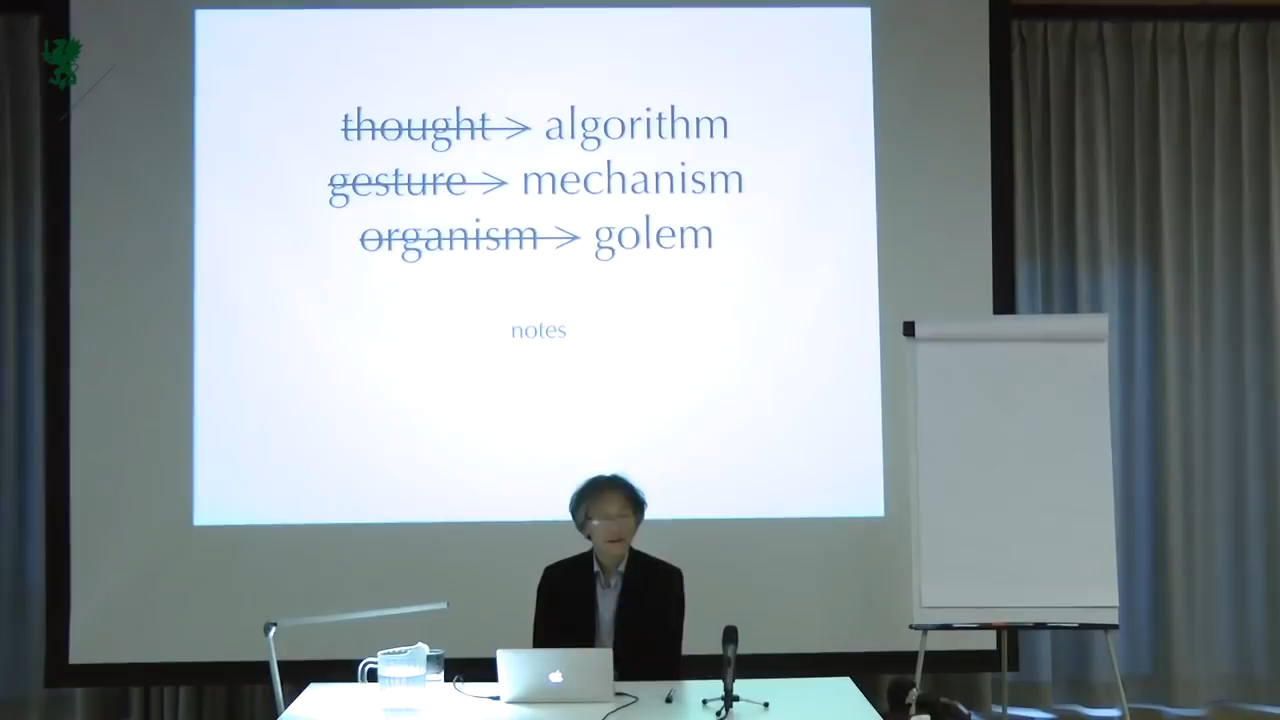 thought → algorithm
gesture → mechanism
organism → golem
notes